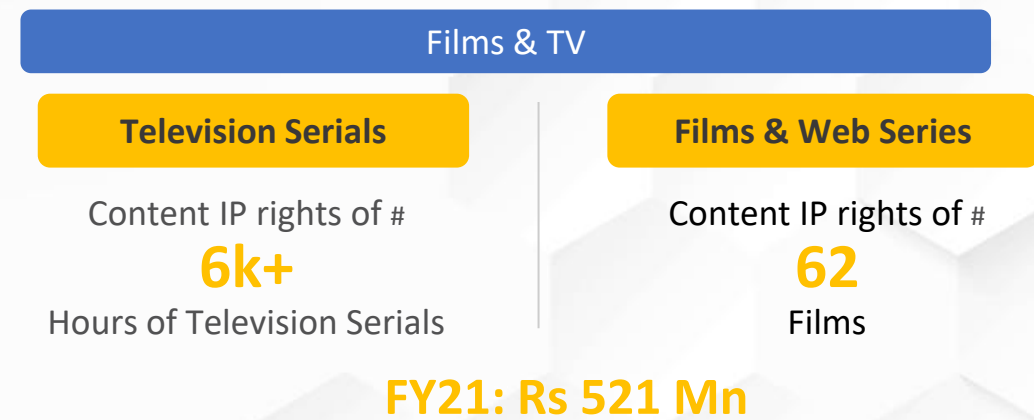 Films & TV
Television Serials
Content IP rights of #
6k+
Hours of Television Serials
Films & Web Series
Content IP rights of #
62
Films
FY21: Rs 521 Mn